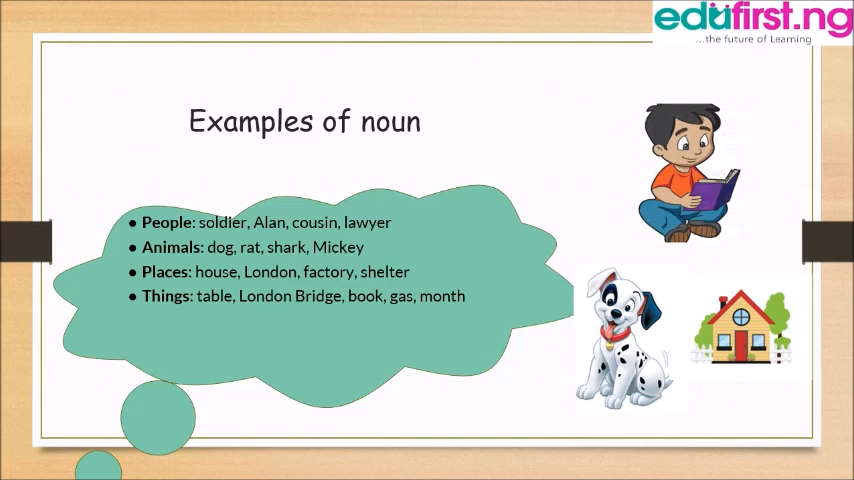 edufirst.ng
...the future of Learning
Examples of noun
● People: soldier, Alan, cousin, lawyer
● Animals: dog, rat, shark, Mickey
● Places: house, London, factory, shelter
● Things: table, London Bridge, book, gas, month